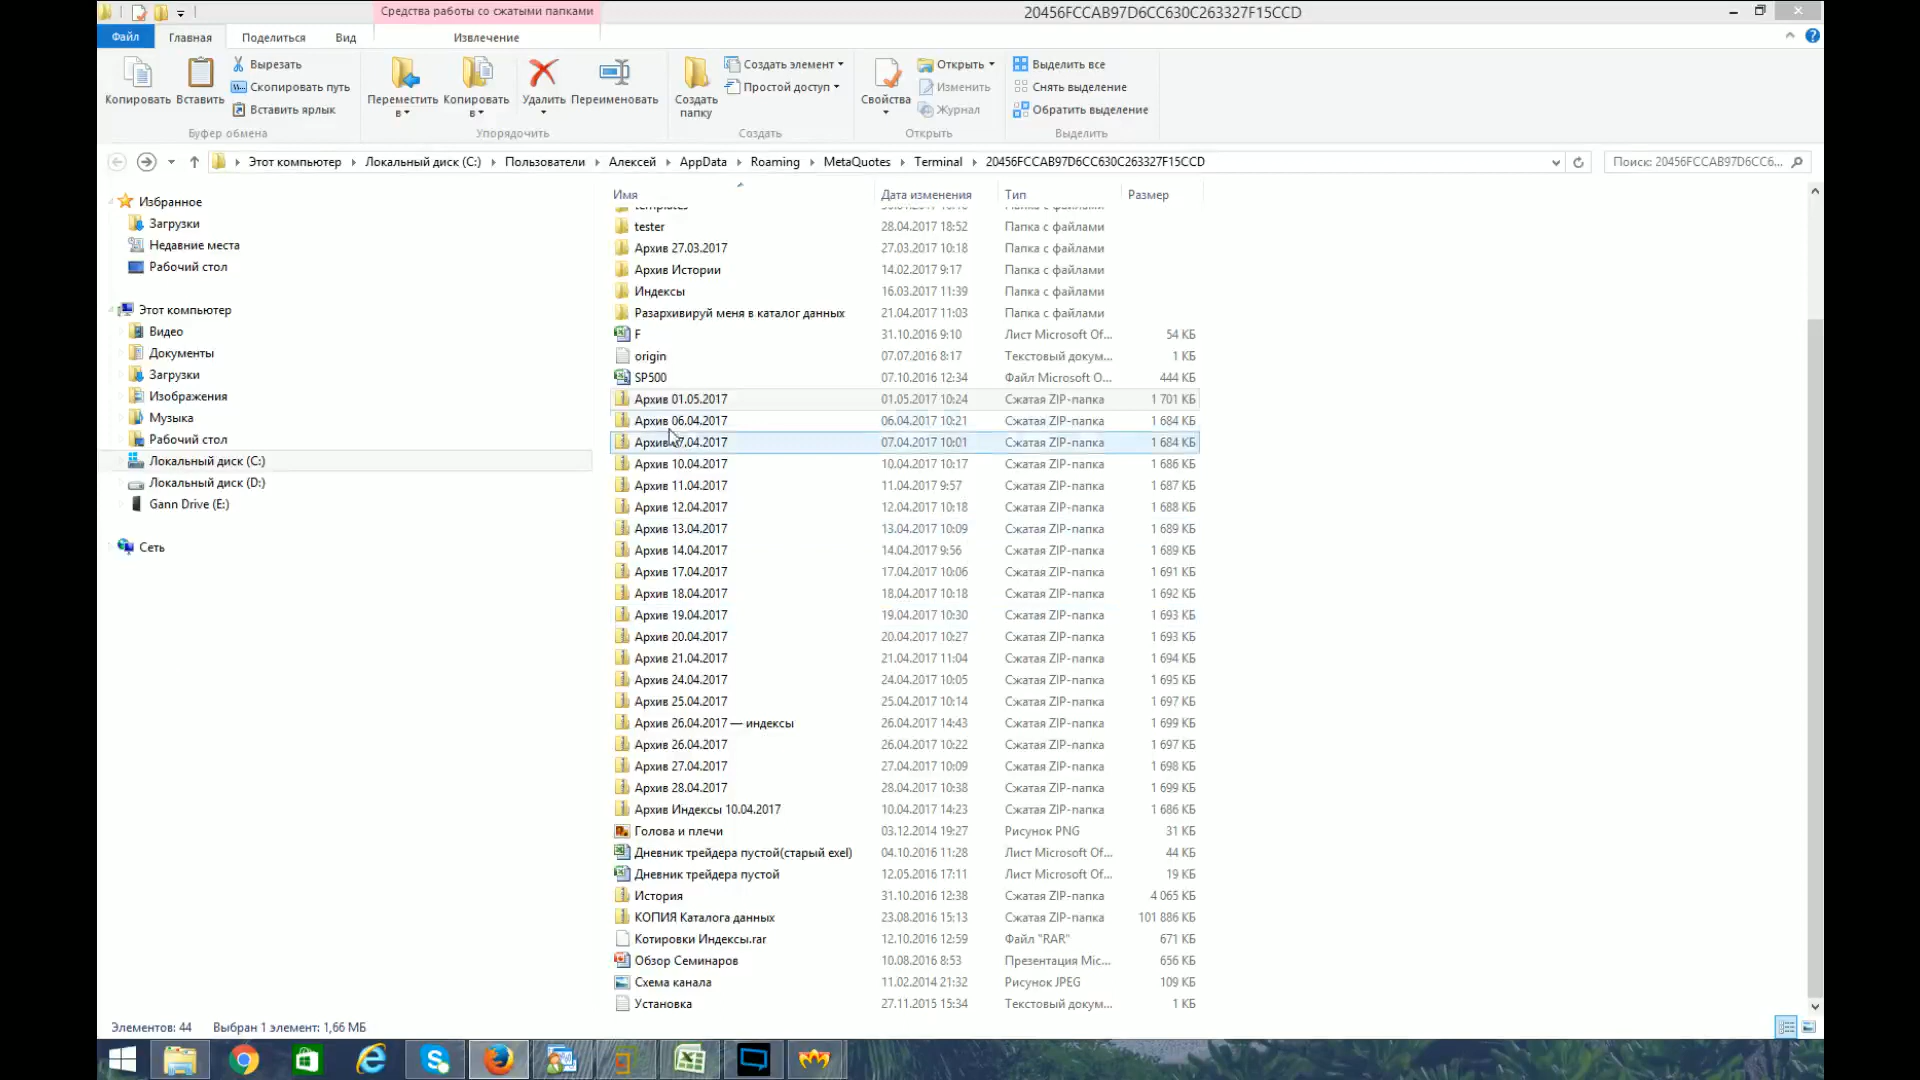 Средства работы со сжатыми папками
20456FCCAB97D6CC630C263327F15CCD
Файл Главная Поделиться Вид Извлечение
Копировать Вставить
Вырезать
Скопировать путь
Вставить ярлык
Буфер обмена
Переместить в Копировать в
Удалить Переименовать
Упорядочить
Создать папку
Создать элемент
Простой доступ
Создать
Свойства
Открыть
Изменить
Журнал
Открыть
Выделить все
Снять выделение
Обратить выделение
Выделить
Этот компьютер Локальный диск (C:) Пользователи Алексей AppData Roaming MetaQuotes Terminal 20456FCCAB97D6CC630C263327F15CCD
Поиск: 20456FCCAB97D6CC6...
Избранное
Загрузки
Недавние места
Рабочий стол
Этот компьютер
Видео
Документы
Загрузки
Изображения
Музыка
Рабочий стол
Локальный диск (C:)
Локальный диск (D:)
Gann Drive (E:)
Сеть
Имя Дата изменения Тип Размер
tester 28.04.2017 18:52 Папка с файлами
Архив 27.03.2017 27.03.2017 10:18 Папка с файлами
Архив Истории 14.02.2017 9:17 Папка с файлами
Индексы 16.03.2017 11:39 Папка с файлами
Разархивируй меня в каталог данных 21.04.2017 11:03 Папка с файлами
F 31.10.2016 9:10 Лист Microsoft Of... 54 КБ
origin 07.07.2016 8:17 Текстовый докум... 1 КБ
SP500 07.10.2016 12:34 Файл Microsoft O... 444 КБ
Архив 01.05.2017 01.05.2017 10:24 Сжатая ZIP-папка 1 701 КБ
Архив 06.04.2017 06.04.2017 10:21 Сжатая ZIP-папка 1 684 КБ
Архив 7.04.2017 07.04.2017 10:01 Сжатая ZIP-папка 1 684 КБ
Архив 10.04.2017 10.04.2017 10:17 Сжатая ZIP-папка 1 686 КБ
Архив 11.04.2017 11.04.2017 9:57 Сжатая ZIP-папка 1 687 КБ
Архив 12.04.2017 12.04.2017 10:18 Сжатая ZIP-папка 1 688 КБ
Архив 13.04.2017 13.04.2017 10:09 Сжатая ZIP-папка 1 689 КБ
Архив 14.04.2017 14.04.2017 9:56 Сжатая ZIP-папка 1 689 КБ
Архив 17.04.2017 17.04.2017 10:06 Сжатая ZIP-папка 1 691 КБ
Архив 18.04.2017 18.04.2017 10:18 Сжатая ZIP-папка 1 692 КБ
Архив 19.04.2017 19.04.2017 10:30 Сжатая ZIP-папка 1 693 КБ
Архив 20.04.2017 20.04.2017 10:27 Сжатая ZIP-папка 1 693 КБ
Архив 21.04.2017 21.04.2017 11:04 Сжатая ZIP-папка 1 694 КБ
Архив 24.04.2017 24.04.2017 10:05 Сжатая ZIP-папка 1 695 КБ
Архив 25.04.2017 25.04.2017 10:14 Сжатая ZIP-папка 1 697 КБ
Архив 26.04.2017 — индексы 26.04.2017 14:43 Сжатая ZIP-папка 1 699 КБ
Архив 26.04.2017 26.04.2017 10:22 Сжатая ZIP-папка 1 697 КБ
Архив 27.04.2017 27.04.2017 10:09 Сжатая ZIP-папка 1 698 КБ
Архив 28.04.2017 28.04.2017 10:38 Сжатая ZIP-папка 1 699 КБ
Архив Индексы 10.04.2017 10.04.2017 14:23 Сжатая ZIP-папка 1 686 КБ
Голова и плечи 03.12.2014 19:27 Рисунок PNG 31 КБ
Дневник трейдера пустой(старый exel) 04.10.2016 11:28 Лист Microsoft Of... 44 КБ
Дневник трейдера пустой 12.05.2016 17:11 Лист Microsoft Of... 19 КБ
История 31.10.2016 12:38 Сжатая ZIP-папка 4 065 КБ
КОПИЯ Каталога данных 23.08.2016 15:13 Сжатая ZIP-папка 101 886 КБ
Котировки Индексы.rar 12.10.2016 12:59 Файл "RAR" 671 КБ
Обзор Семинаров 10.08.2016 8:53 Презентация Mic... 656 КБ
Схема канала 11.02.2014 21:32 Рисунок JPEG 109 КБ
Установка 27.11.2015 15:34 Текстовый докум... 1 КБ
Элементов: 44 Выбран 1 элемент: 1,66 МБ